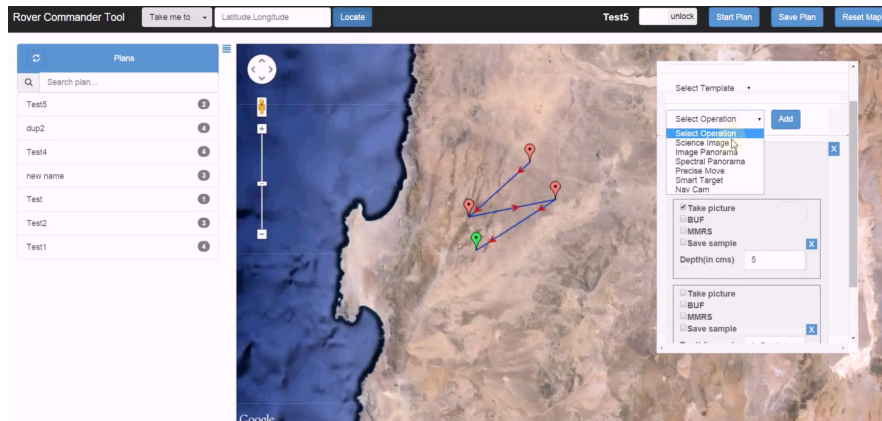 Rover Commander Tool
Take me to
Latitude,Longitude
Locate
Test5
unlock
Start Plan
Save Plan
Reset Map
Plans
Search plan...
Test5 2
dup2 4
Test4 4
new name 3
Test 1
Test2 3
Test1 4
Select Template
Select Operation
Add
Select Operation
Science Image
Image Panorama
Spectral Panorama
Precise Move
Smart Target
Nav Cam
X
Take picture
BUF
MMRS
Save sample
X
Depth(in cms) 5
Take picture
BUF
MMRS
Save sample
X
Google